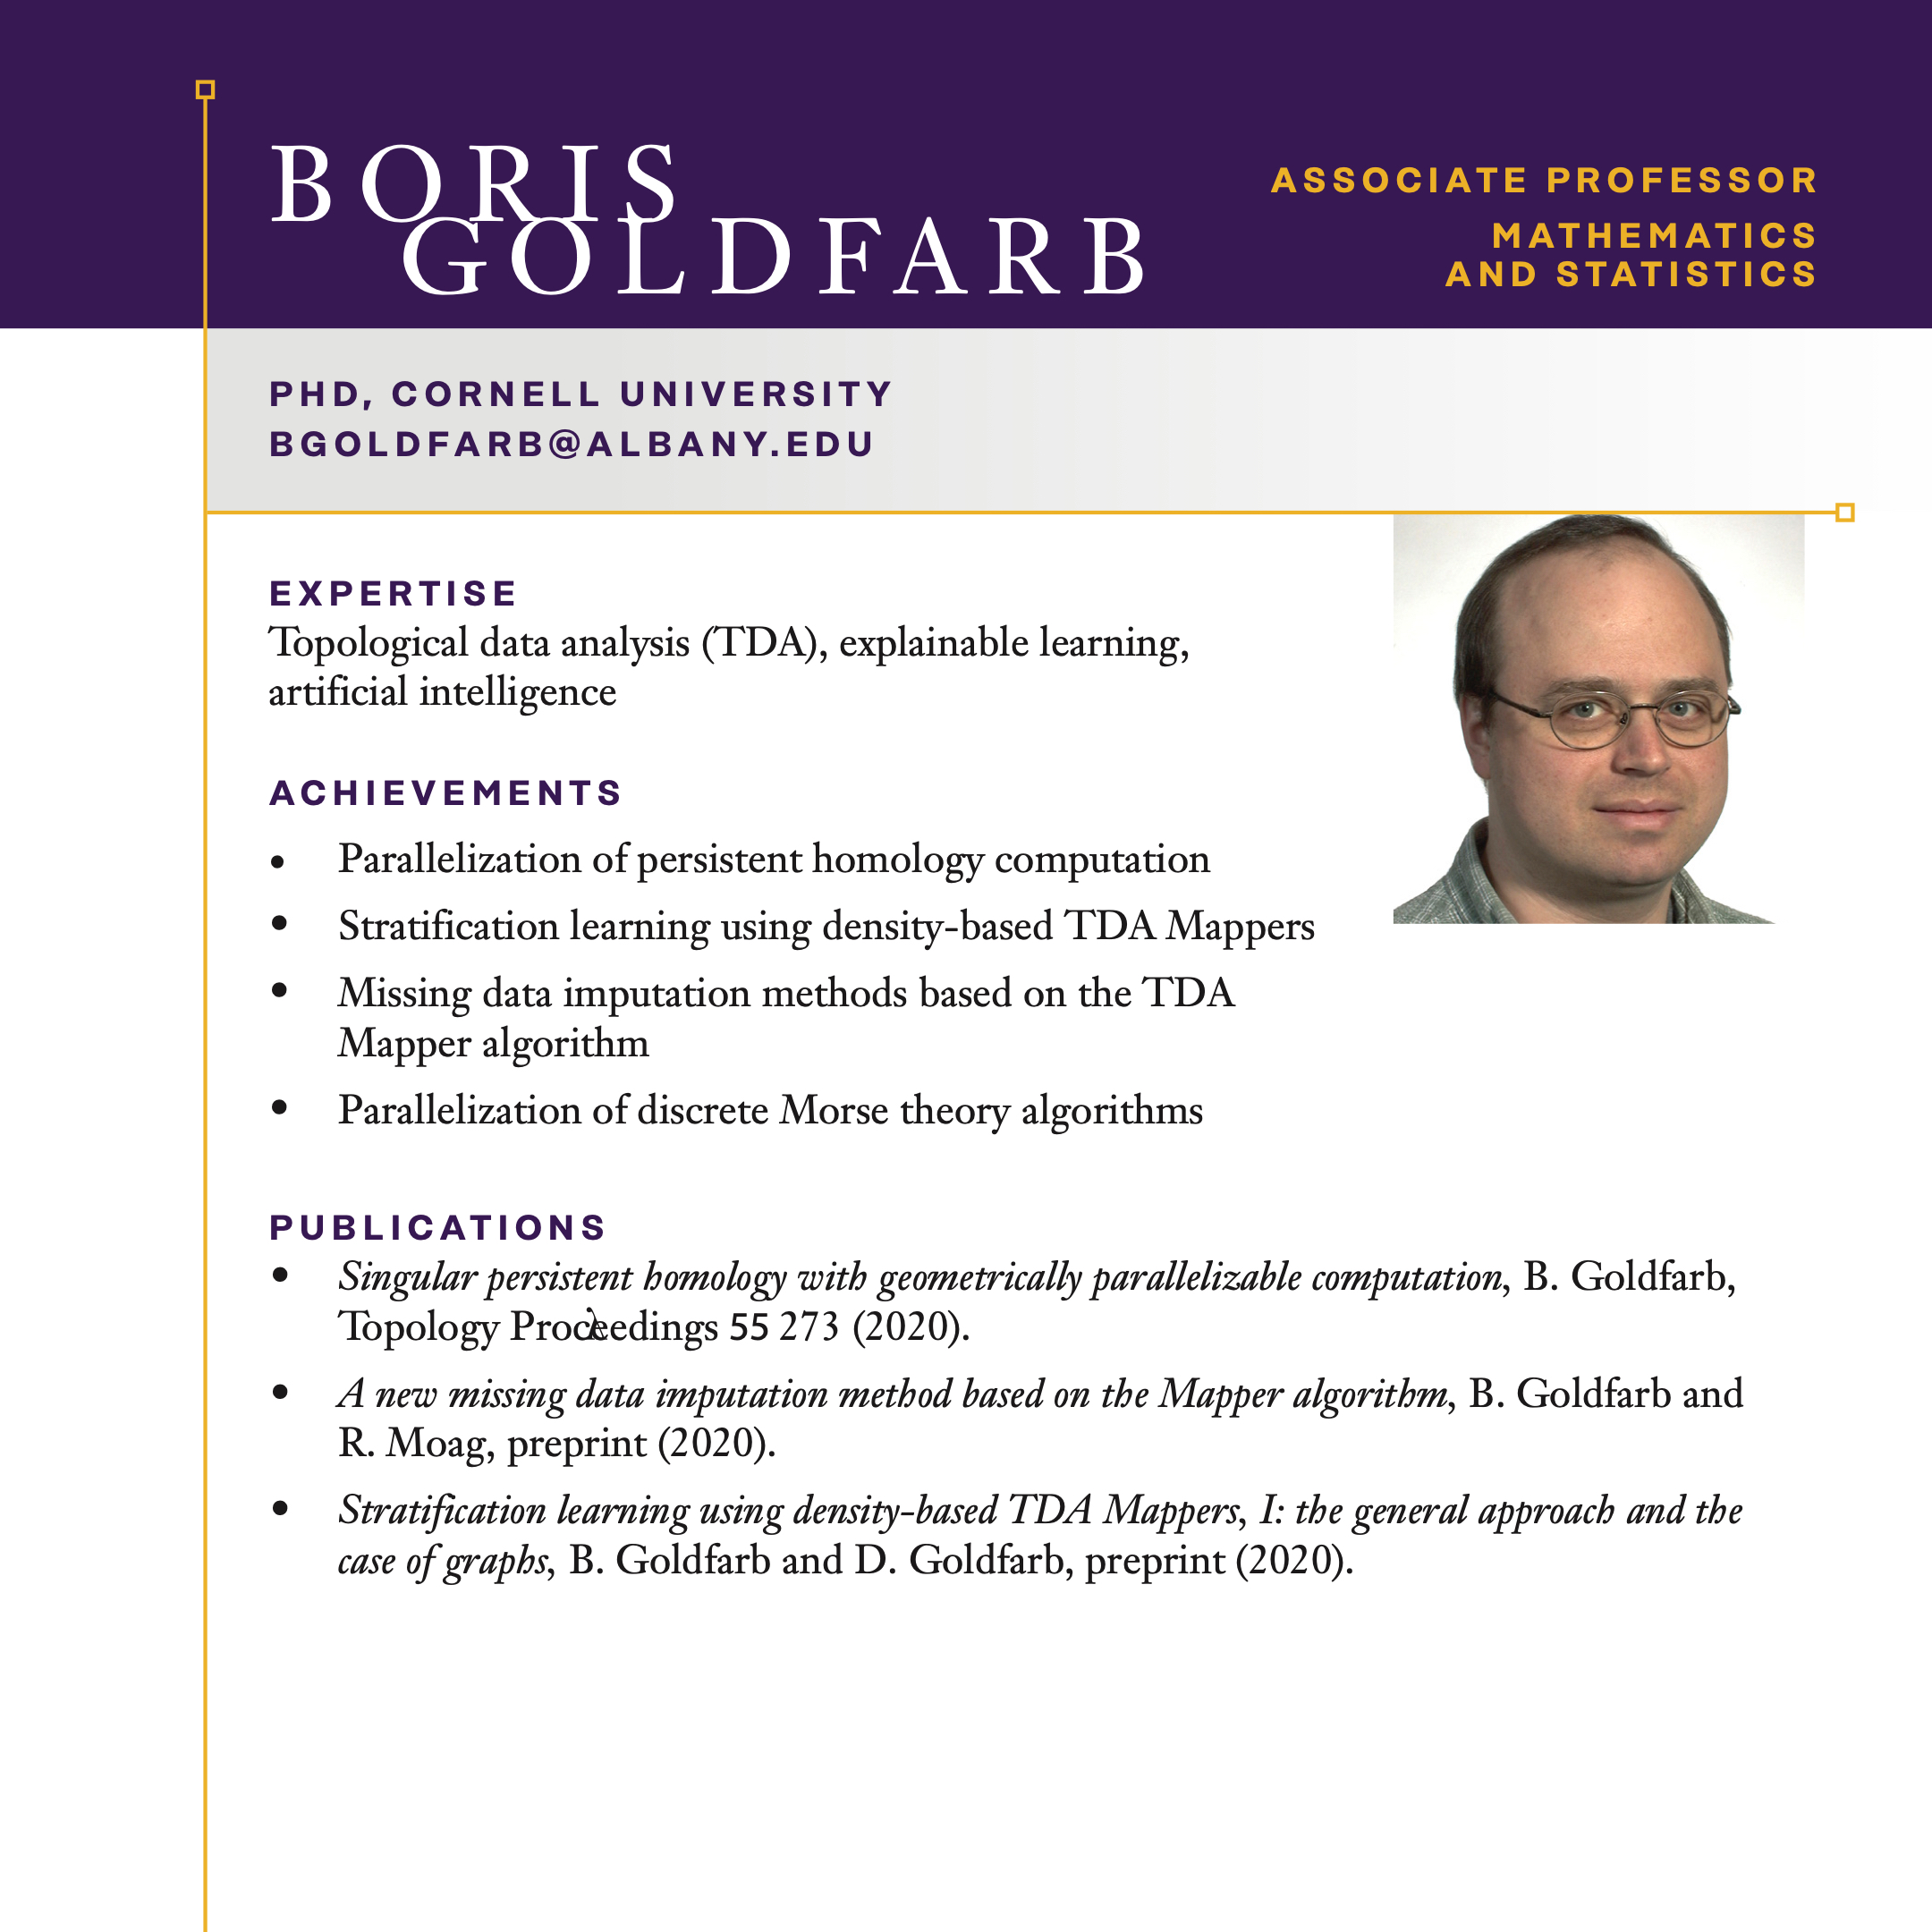 BORIS
GOLDFARB
ASSOCIATE PROFESSOR
MATHEMATICS
AND STATISTICS
PHD, CORNELL UNIVERSITY
BGOLDFARB@ALBANY.EDU
EXPERTISE
Topological data analysis (TDA), explainable learning,
artificial intelligence
ACHIEVEMENTS
• Parallelization of persistent homology computation
• Stratification learning using density-based TDA Mappers
• Missing data imputation methods based on the TDA
Mapper algorithm
• Parallelization of discrete Morse theory algorithms
PUBLICATIONS
• Singular persistent homology with geometrically parallelizable computation, B. Goldfarb,
Topology Proceedings 55 273 (2020).
• A new missing data imputation method based on the Mapper algorithm, B. Goldfarb and
R. Moag, preprint (2020).
• Stratification learning using density-based TDA Mappers, I: the general approach and the
case of graphs, B. Goldfarb and D. Goldfarb, preprint (2020).